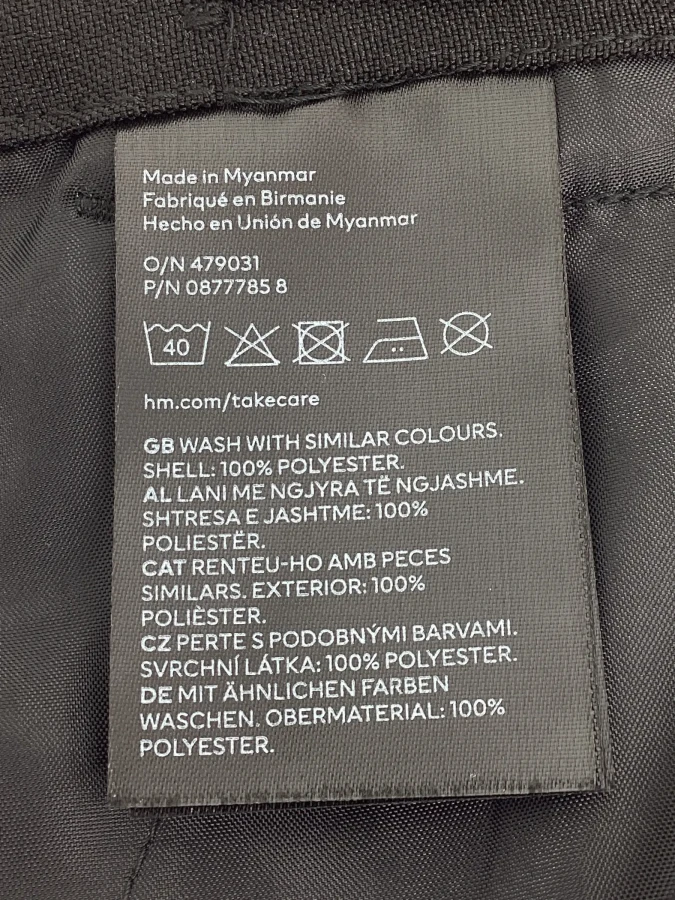 Made in Myanmar
Fabriqué en Birmanie
Hecho en Unión de Myanmar
O/N 479031
P/N 0877785 8
40
hm.com/takecare
GB WASH WITH SIMILAR COLOURS.
SHELL: 100% POLYESTER.
AL LANI ME NGJYRA TË NGJASHME.
SHTRESA E JASHTME: 100%
POLIESTËR.
CAT RENTEU-HO AMB PECES
SIMILARS. EXTERIOR: 100%
POLIÈSTER.
CZ PERTE S PODOBNÝMI BARVAMI.
SVRCHNÍ LÁTKA: 100% POLYESTER.
DE MIT ÄHNLICHEN FARBEN
WASCHEN. OBERMATERIAL: 100%
POLYESTER.